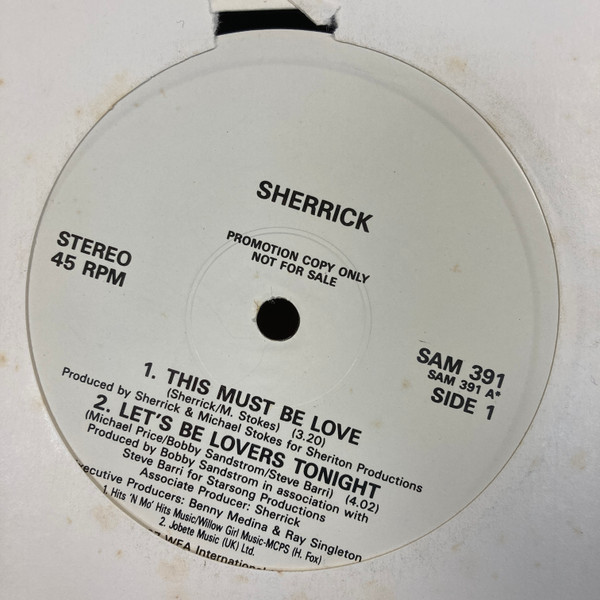 SHERRICK
PROMOTION COPY ONLY
NOT FOR SALE
STEREO
45 RPM
SAM 391
SAM 391 A*
SIDE 1
1. THIS MUST BE LOVE
(Sherrick/M. Stokes) (3.20)
Produced by Sherrick & Michael Stokes for Sheriton Productions
2. LET'S BE LOVERS TONIGHT
(Michael Price/Bobby Sandstrom/Steve Barri) (4.02)
Produced by Bobby Sandstrom in association with
Steve Barri for Starsong Productions
Associate Producer: Sherrick
Executive Producers: Benny Medina & Ray Singleton
1. Hits 'N Mo' Hits Music/Willow Girl Music-MCPS (H. Fox)
2. Jobete Music (UK) Ltd.
WEA International